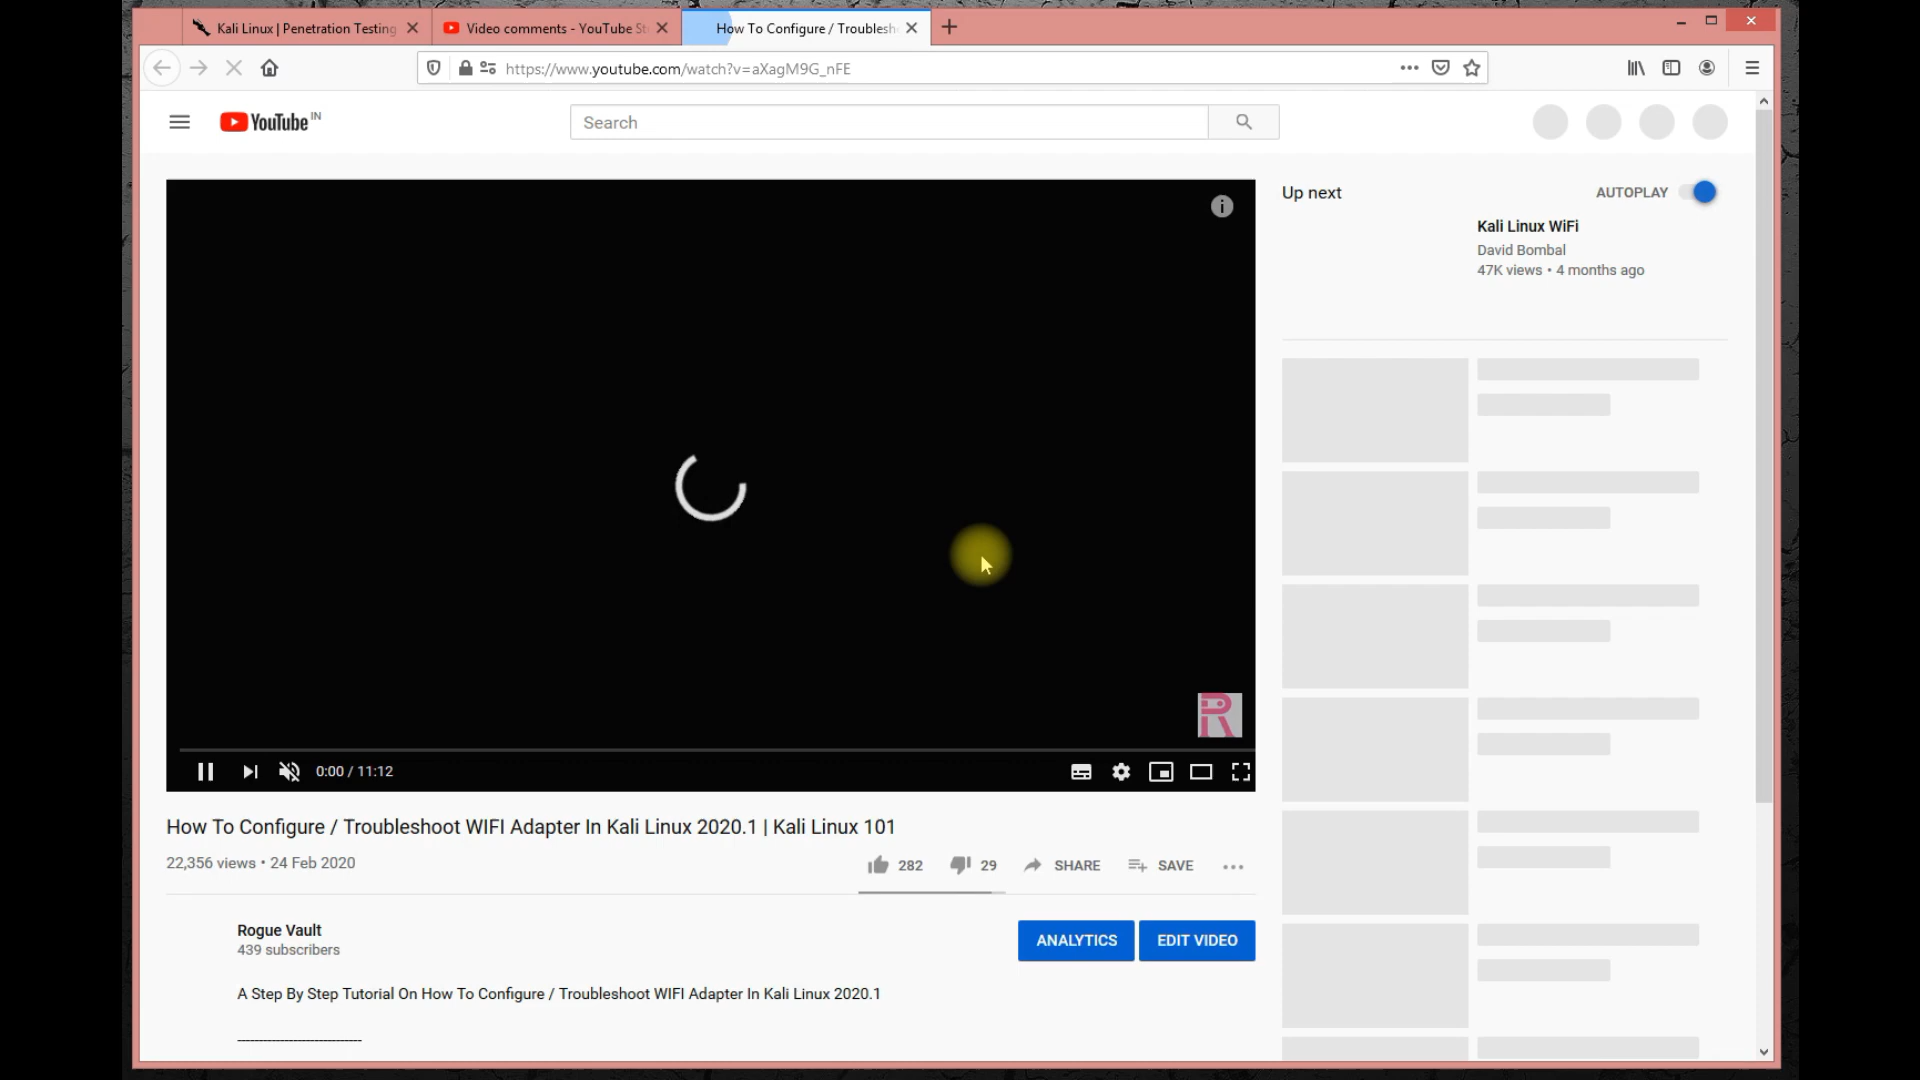 Kali Linux | Penetration Testing
Video comments - YouTube St
How To Configure / Troublesh
https://www.youtube.com/watch?v=aXagM9G_nFE
YouTube IN
Search
Up next
AUTOPLAY
Kali Linux WiFi
David Bombal
47K views • 4 months ago
i
R
0:00 / 11:12
How To Configure / Troubleshoot WIFI Adapter In Kali Linux 2020.1 | Kali Linux 101
22,356 views • 24 Feb 2020
282
29
SHARE
SAVE
Rogue Vault
439 subscribers
ANALYTICS
EDIT VIDEO
A Step By Step Tutorial On How To Configure / Troubleshoot WIFI Adapter In Kali Linux 2020.1
----------------------------